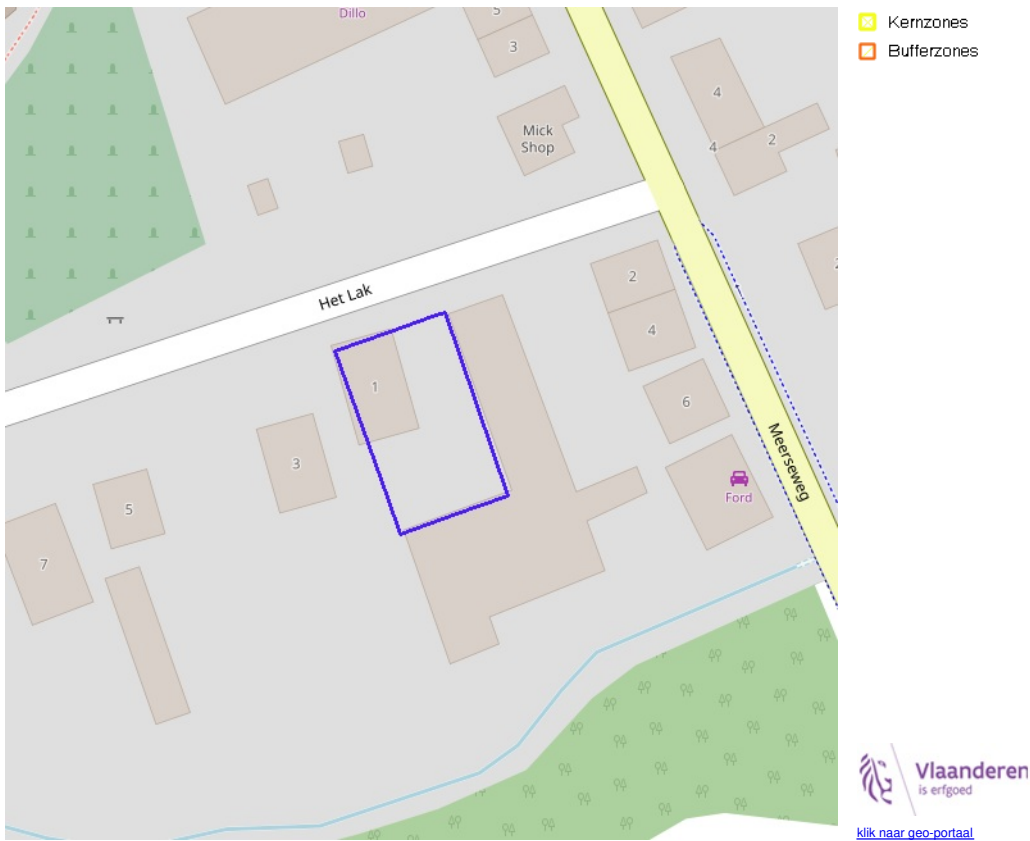 Dillo
5
3
Kernzones
Bufferzones
4
Mick
Shop
4
2
2
2
Het Lak
4
1
6
3
Meerseweg
Ford
5
7
Vlaanderen
is erfgoed
klik naar geo-portaal